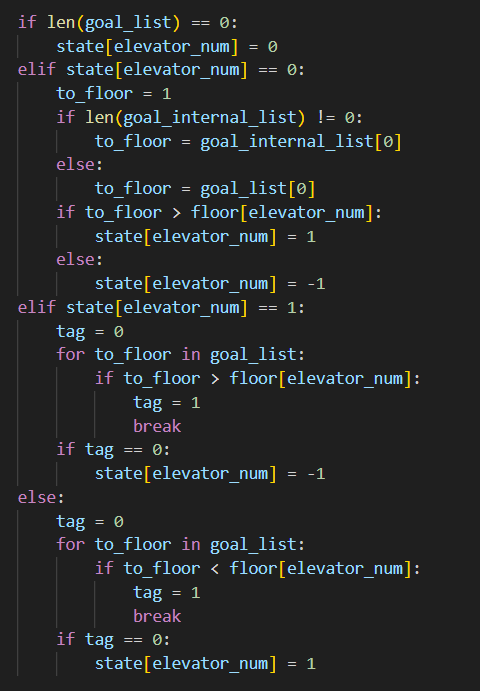 if len(goal_list) == 0:
    state[elevator_num] = 0
elif state[elevator_num] == 0:
    to_floor = 1
    if len(goal_internal_list) != 0:
        to_floor = goal_internal_list[0]
    else:
        to_floor = goal_list[0]
    if to_floor > floor[elevator_num]:
        state[elevator_num] = 1
    else:
        state[elevator_num] = -1
elif state[elevator_num] == 1:
    tag = 0
    for to_floor in goal_list:
        if to_floor > floor[elevator_num]:
            tag = 1
            break
    if tag == 0:
        state[elevator_num] = -1
else:
    tag = 0
    for to_floor in goal_list:
        if to_floor < floor[elevator_num]:
            tag = 1
            break
    if tag == 0:
        state[elevator_num] = 1